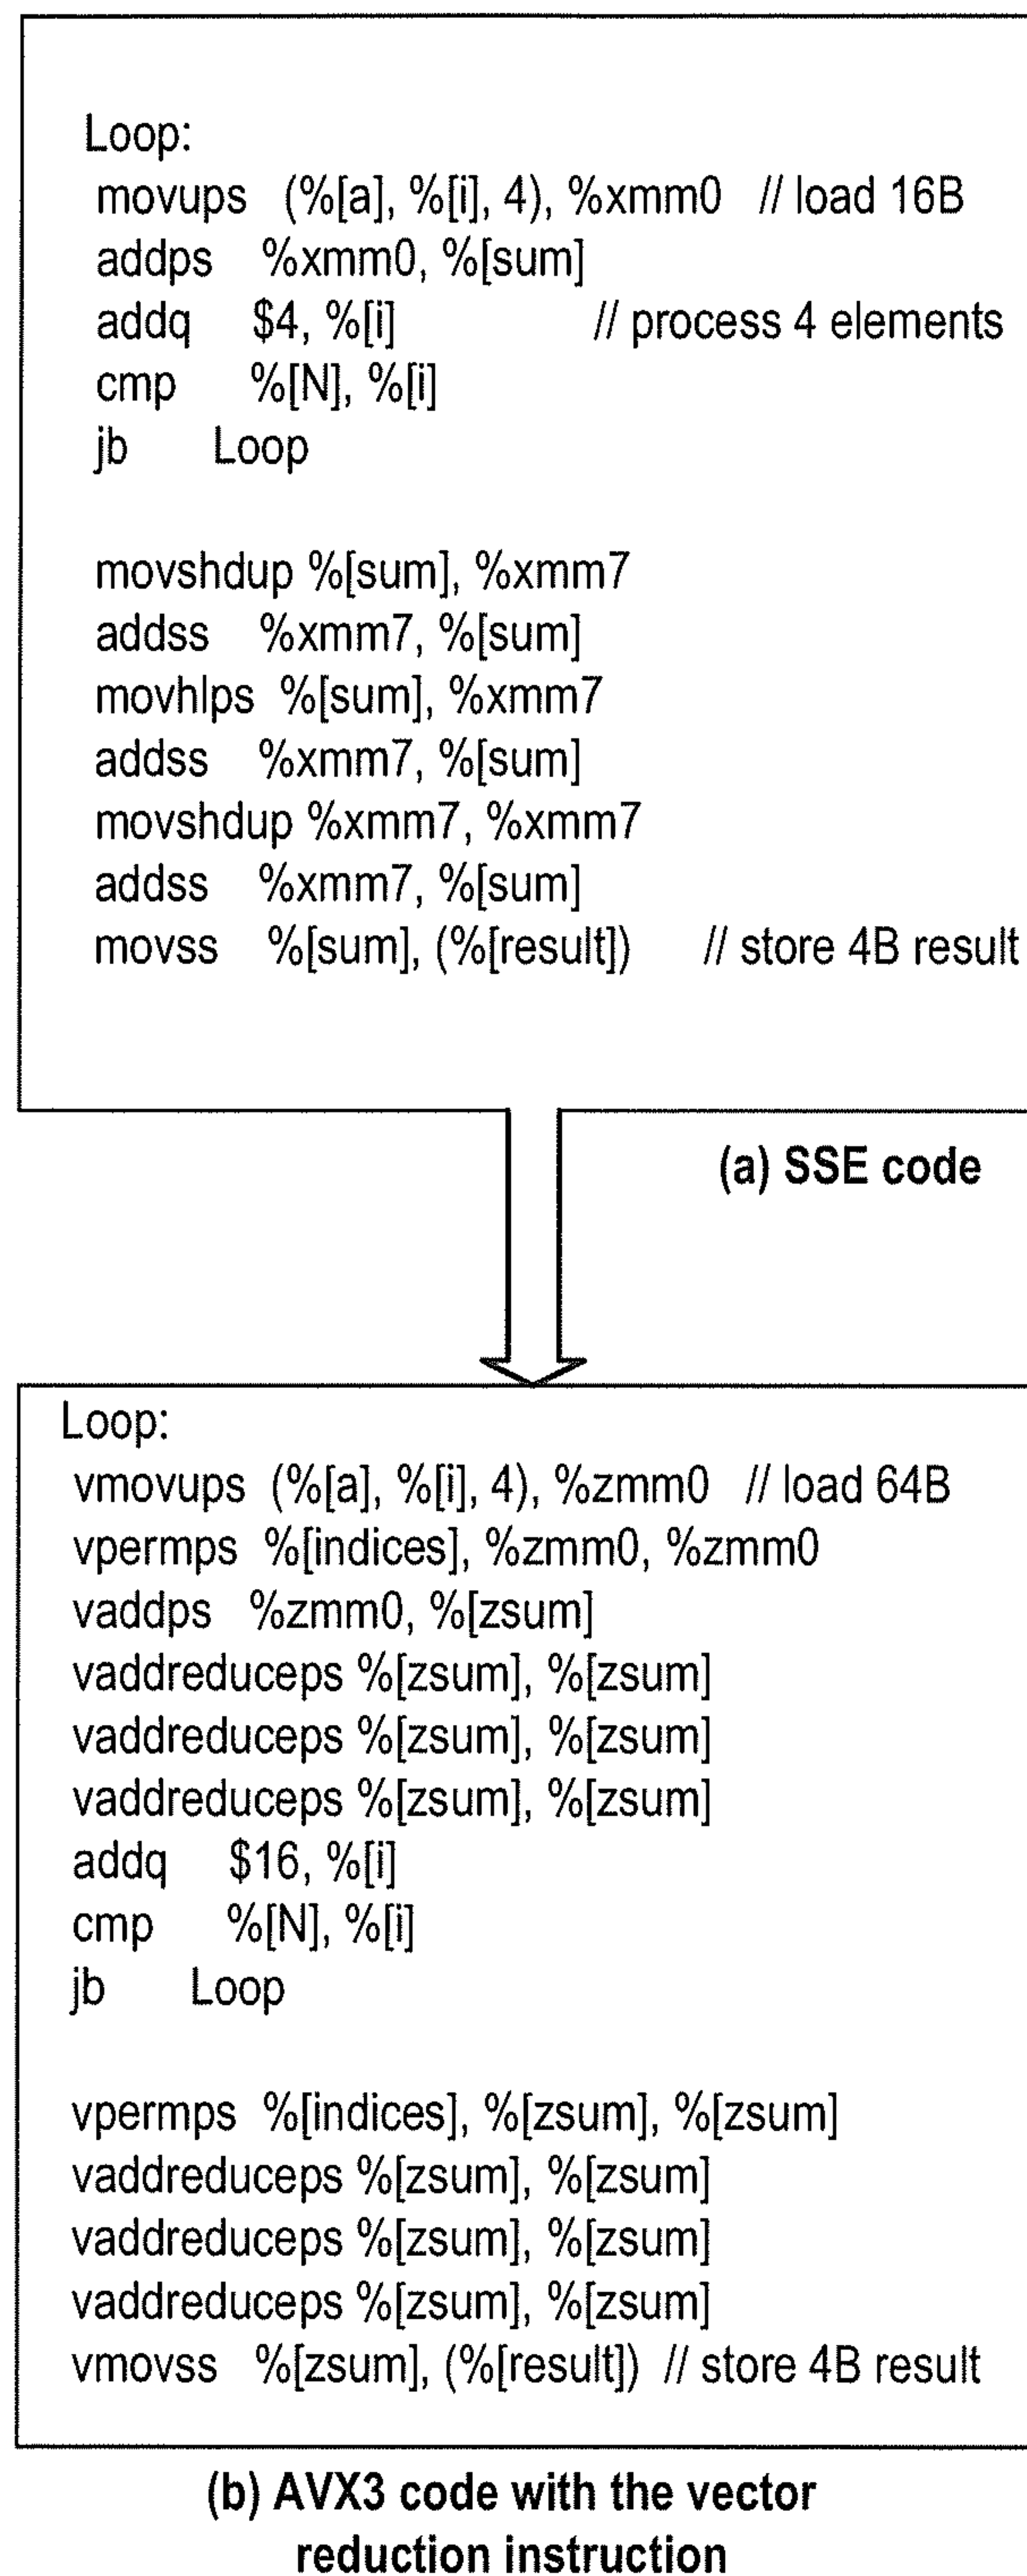 Loop:
movups (%[a], %[i], 4), %xmm0 // load 16B
addps %xmm0, %[sum]
addq $4, %[i] // process 4 elements
cmp %[N], %[i]
jb Loop
movshdup %[sum], %xmm7
addss %xmm7, %[sum]
movhlps %[sum], %xmm7
addss %xmm7, %[sum]
movshdup %xmm7, %xmm7
addss %xmm7, %[sum]
movss %[sum], (%[result]) // store 4B result
(a) SSE code
Loop:
vmovups (%[a], %[i], 4), %zmm0 // load 64B
vpermps %[indices], %zmm0, %zmm0
vaddps %zmm0, %[zsum]
vaddreduceps %[zsum], %[zsum]
vaddreduceps %[zsum], %[zsum]
vaddreduceps %[zsum], %[zsum]
addq $16, %[i]
cmp %[N], %[i]
jb Loop
vpermps %[indices], %[zsum], %[zsum]
vaddreduceps %[zsum], %[zsum]
vaddreduceps %[zsum], %[zsum]
vaddreduceps %[zsum], %[zsum]
vmovss %[zsum], (%[result]) // store 4B result
(b) AVX3 code with the vector
reduction instruction